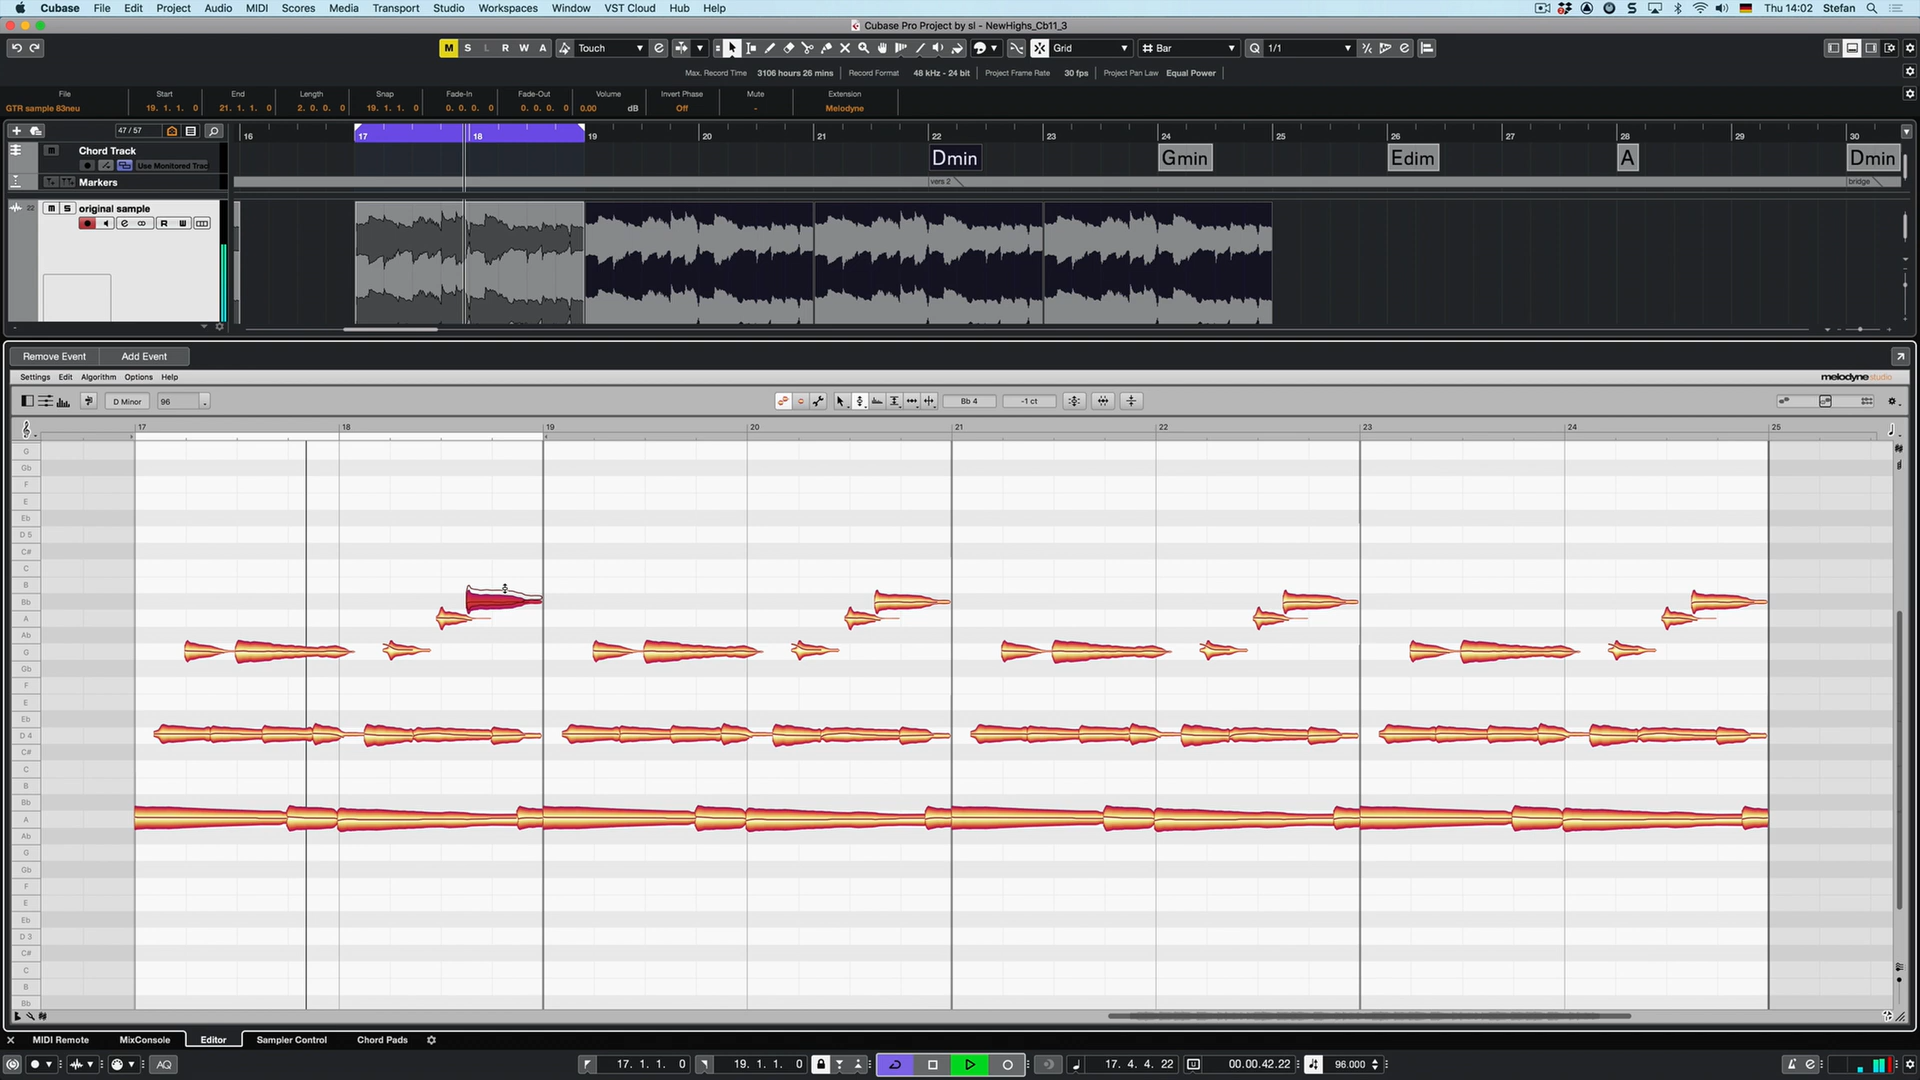 Cubase File Edit Project Audio MIDI Scores Media Transport Studio Workspaces Window VST Cloud Hub Help
Thu 14:02 Stefan
Cubase Pro Project by sl - NewHighs_Cb11_3
M S L R W A Touch Grid Bar Q 1/1
Max. Record Time 3106 hours 26 mins Record Format 48 kHz - 24 bit Project Frame Rate 30 fps Project Pan Law Equal Power
File Start End Length Snap Fade-In Fade-Out Volume Invert Phase Mute Extension
GTR sample 83neu 19. 1. 1. 0 21. 1. 1. 0 2. 0. 0. 0 19. 1. 1. 0 0. 0. 0. 0 0. 0. 0. 0 0.00 dB Off - Melodyne
47 / 57
16 17 18 19 20 21 22 23 24 25 26 27 28 29 30
Chord Track
Use Monitored Trac
Dmin Gmin Edim A Dmin
Markers
vers 2 bridge
22 m S original sample
e R W
Remove Event Add Event
Settings Edit Algorithm Options Help
melodyne studio
D Minor 96 Bb 4 -1 ct
17 18 19 20 21 22 23 24 25
G
Gb
F
E
Eb
D 5
C#
C
B
Bb
A
Ab
G
Gb
F
E
Eb
D 4
C#
C
B
Bb
A
Ab
G
Gb
F
E
Eb
D 3
C#
C
B
Bb
MIDI Remote MixConsole Editor Sampler Control Chord Pads
AQ 17. 1. 1. 0 19. 1. 1. 0 17. 4. 4. 22 00.00.42.22 96.000